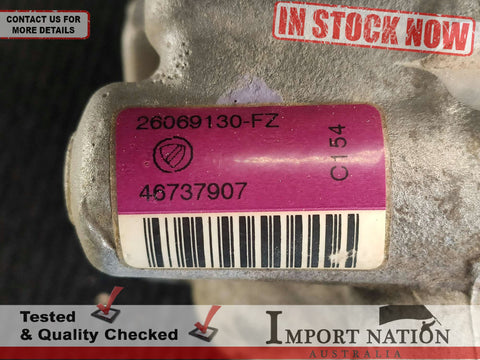 CONTACT US FOR
MORE DETAILS
IN STOCK NOW
26069130-FZ
46737907
C154
Tested
& Quality Checked
IMPORT NATION
AUSTRALIA